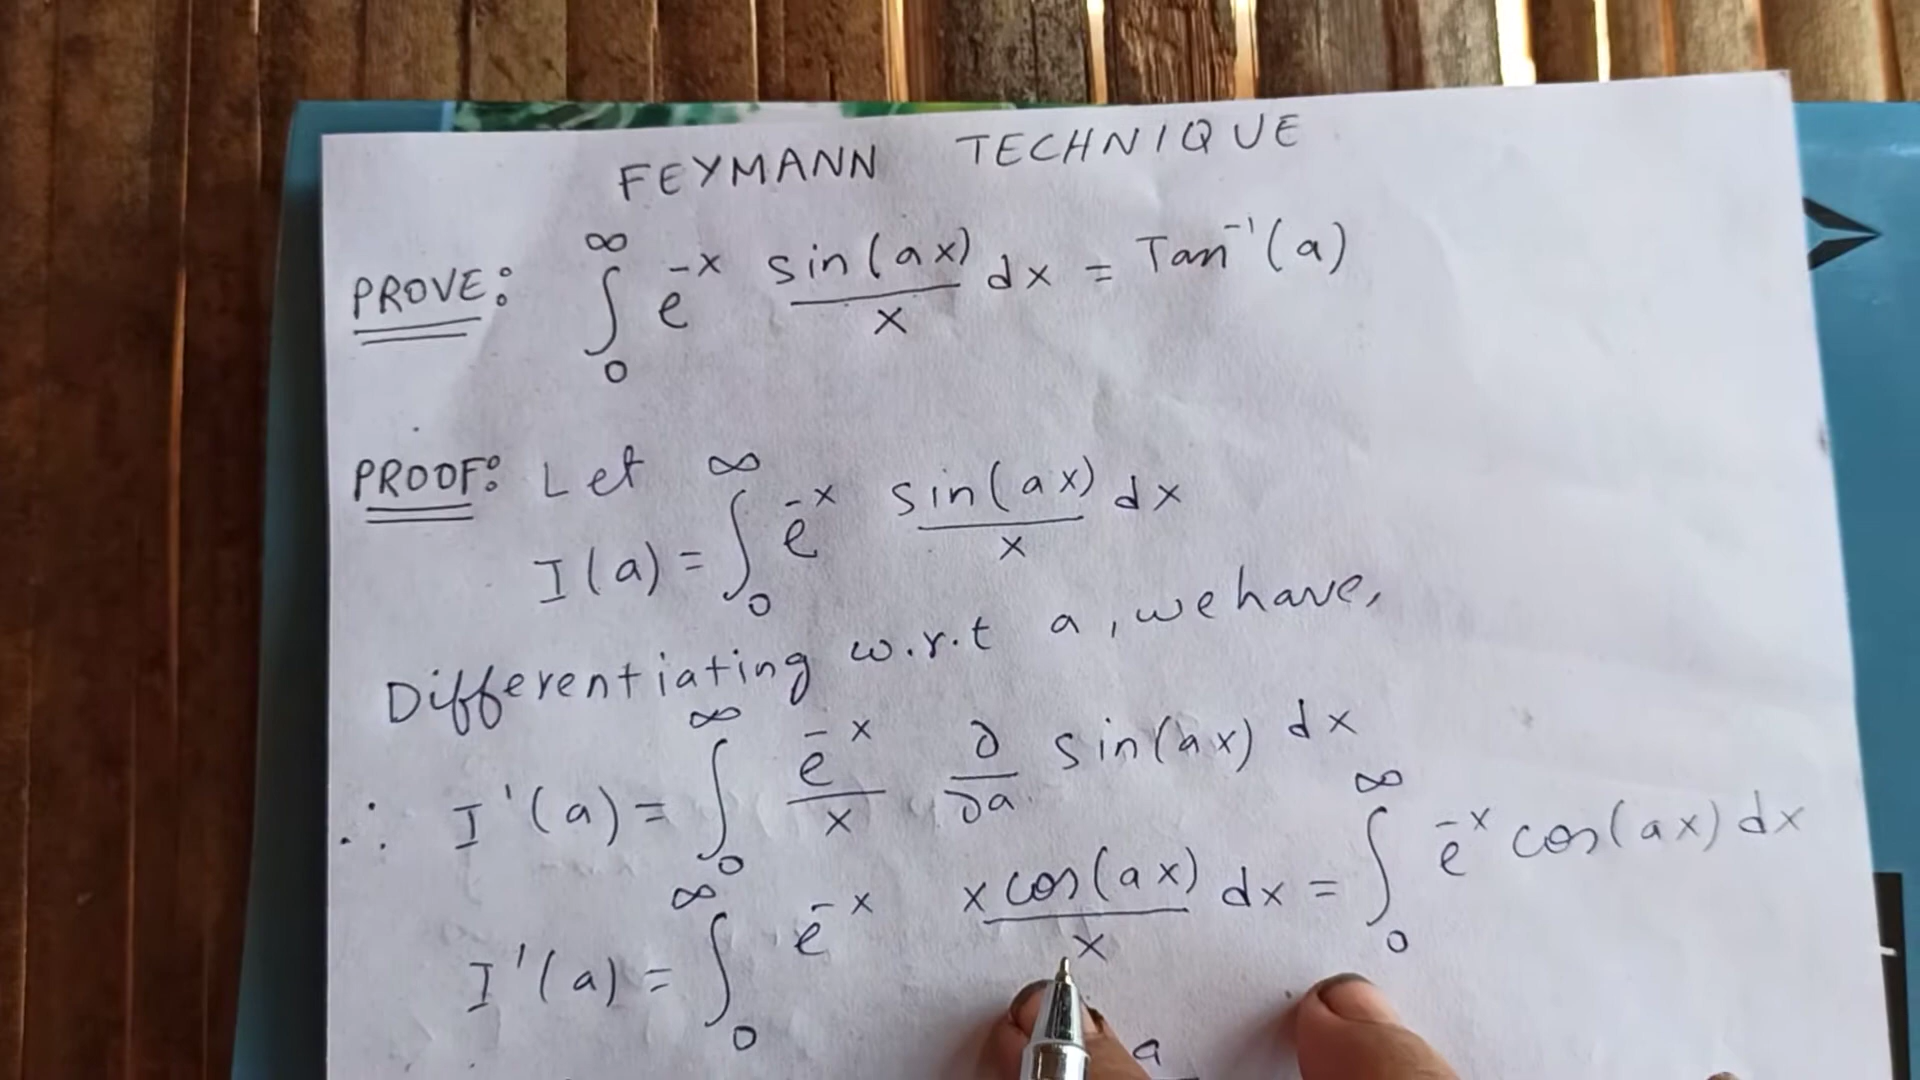 FEYMANN TECHNIQUE
PROVE: ∫₀^∞ e^{-x} sin(ax)/x dx = Tan^{-1}(a)
PROOF: Let
I(a) = ∫₀^∞ e^{-x} sin(ax)/x dx
Differentiating w.r.t a, we have,
∴ I'(a) = ∫₀^∞ e^{-x}/x ∂/∂a sin(ax) dx
I'(a) = ∫₀^∞ e^{-x} x cos(ax)/x dx = ∫₀^∞ e^{-x} cos(ax) dx
a